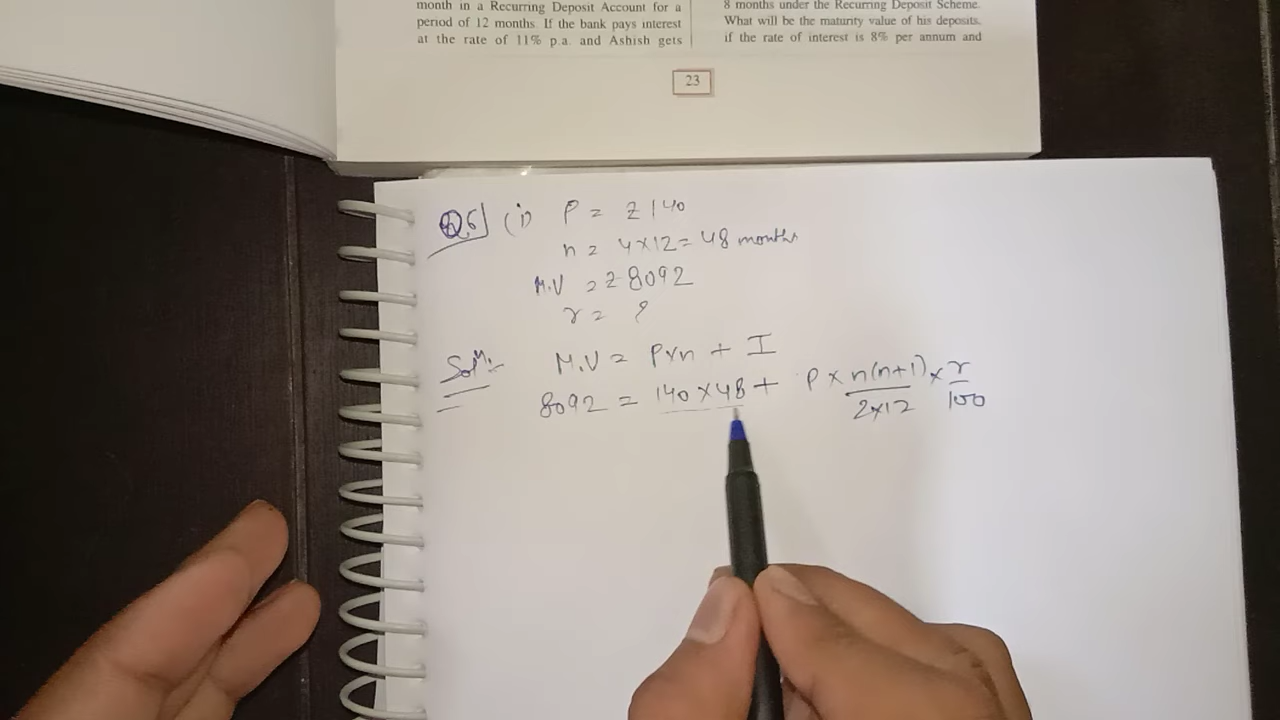 month in a Recurring Deposit Account for a
period of 12 months. If the bank pays interest
at the rate of 11% p.a. and Ashish gets
8 months under the Recurring Deposit Scheme.
What will be the maturity value of his deposits,
if the rate of interest is 8% per annum and
23
Q.6] (i) P = ₹140
n = 4×12 = 48 months
M.V = ₹8092
r = ?
Solⁿ:- M.V = P×n + I
8092 = 140×48 + P × n(n+1)/2×12 × r/100